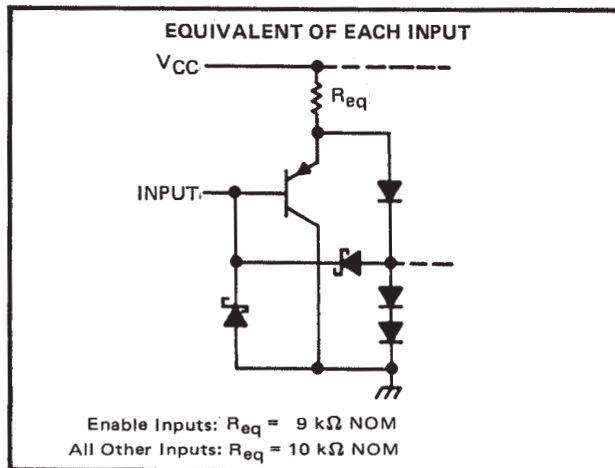 EQUIVALENT OF EACH INPUT
VCC
Req
INPUT
Enable Inputs: Req = 9 kΩ NOM
All Other Inputs: Req = 10 kΩ NOM